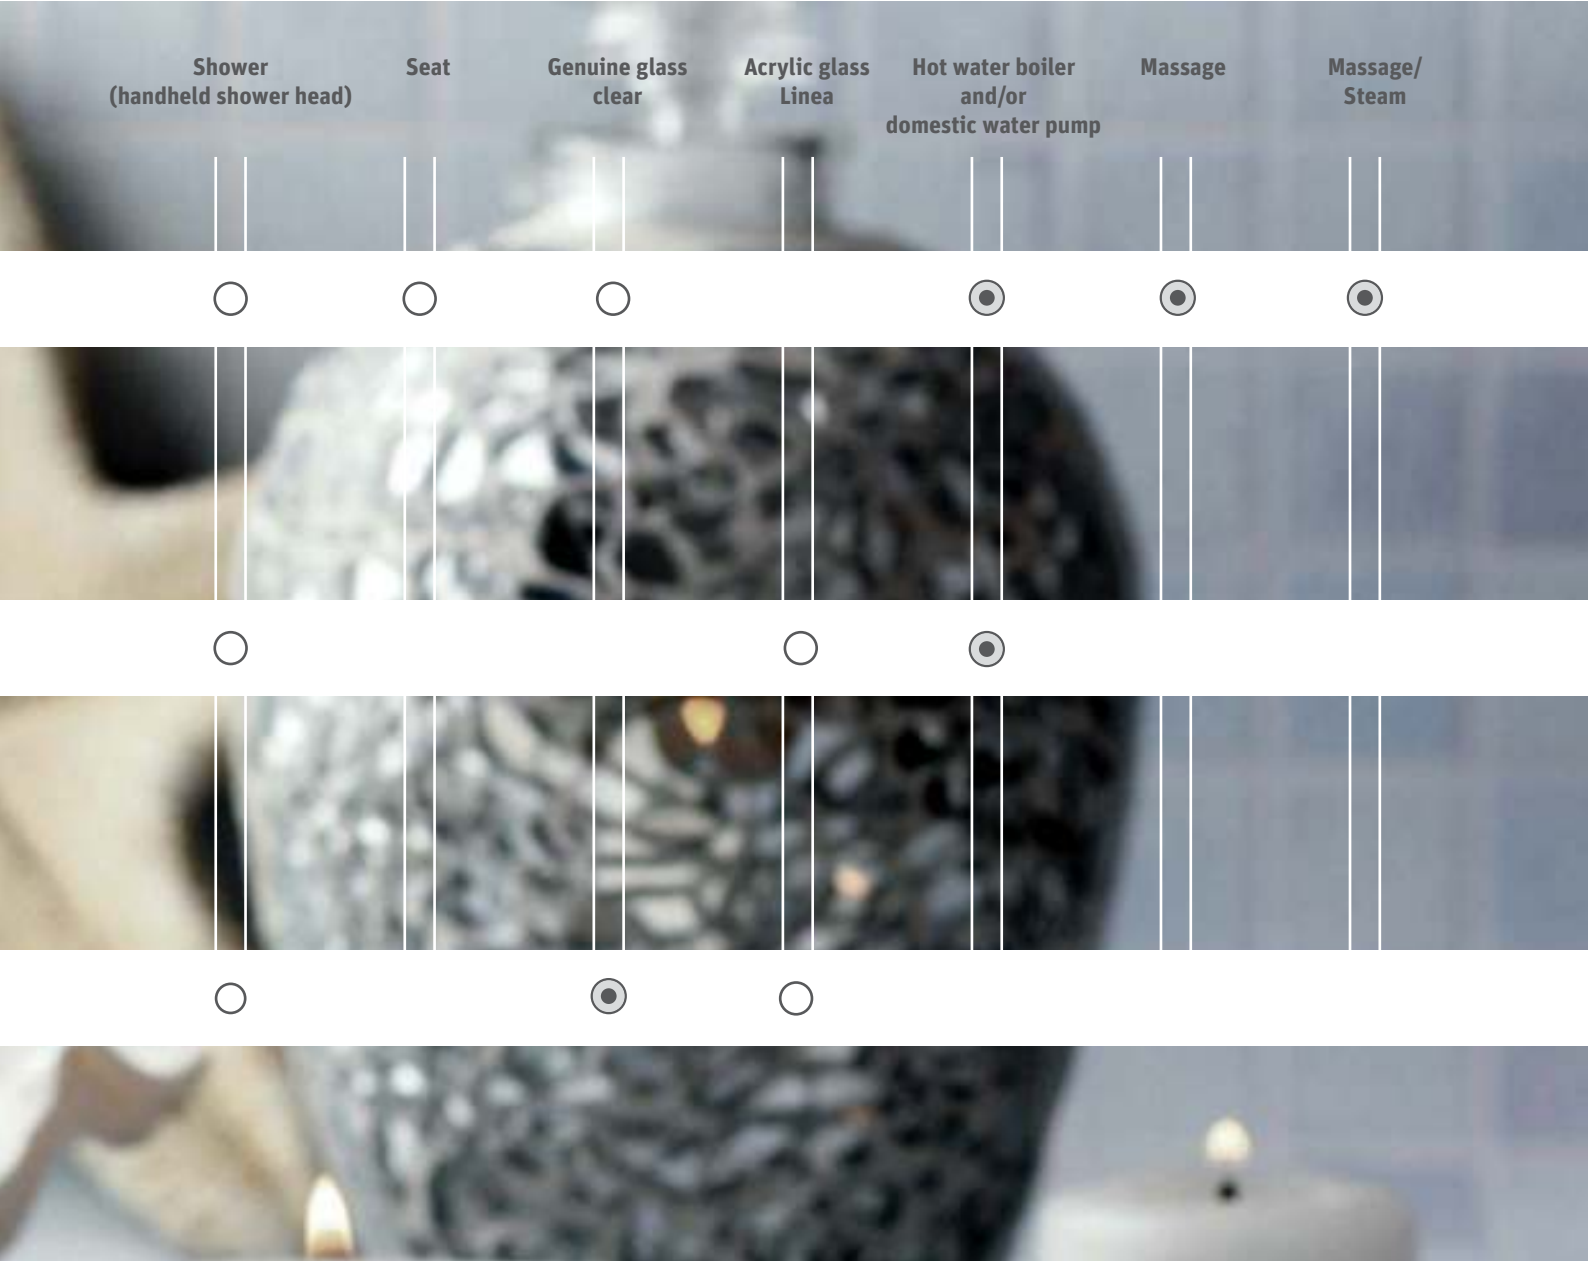 Shower
(handheld shower head)
Seat
Genuine glass
clear
Acrylic glass
Linea
Hot water boiler
and/or
domestic water pump
Massage
Massage/
Steam